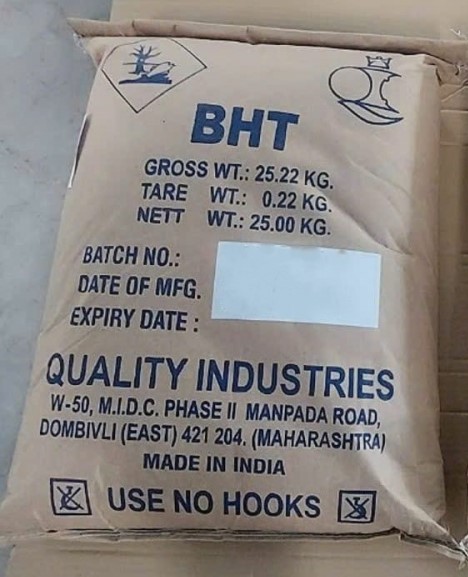 BHT
GROSS WT.: 25.22 KG.
TARE WT.: 0.22 KG.
NETT WT.: 25.00 KG.
BATCH NO.:
DATE OF MFG.
EXPIRY DATE :
QUALITY INDUSTRIES
W-50, M.I.D.C. PHASE II MANPADA ROAD,
DOMBIVLI (EAST) 421 204. (MAHARASHTRA)
MADE IN INDIA
USE NO HOOKS